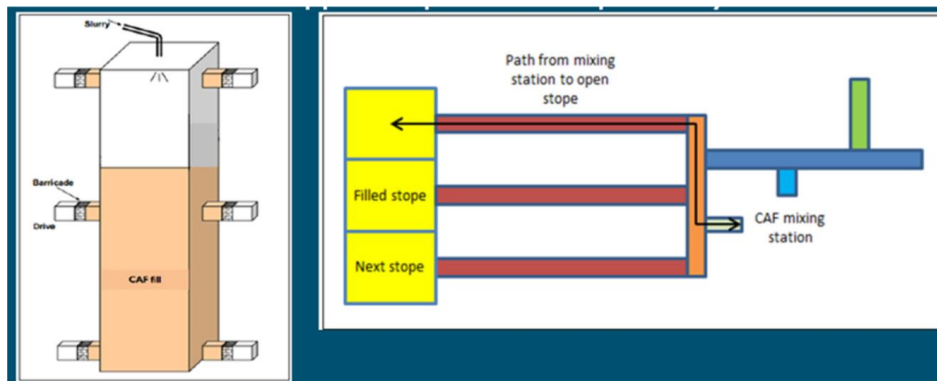 Slurry
Barricade
Drive
CAF fill
Path from mixing
station to open
stope
Filled stope
Next stope
CAF mixing
station